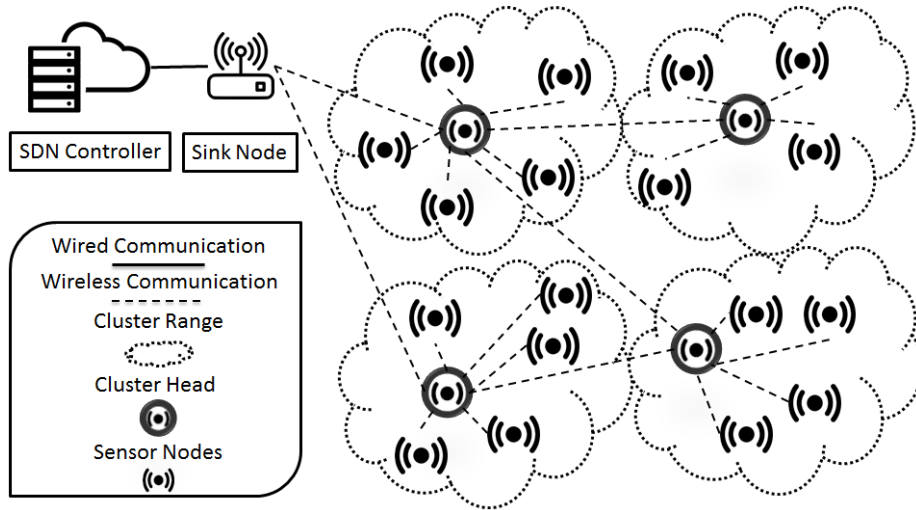 SDN Controller
Sink Node
Wired Communication
Wireless Communication
Cluster Range
Cluster Head
Sensor Nodes